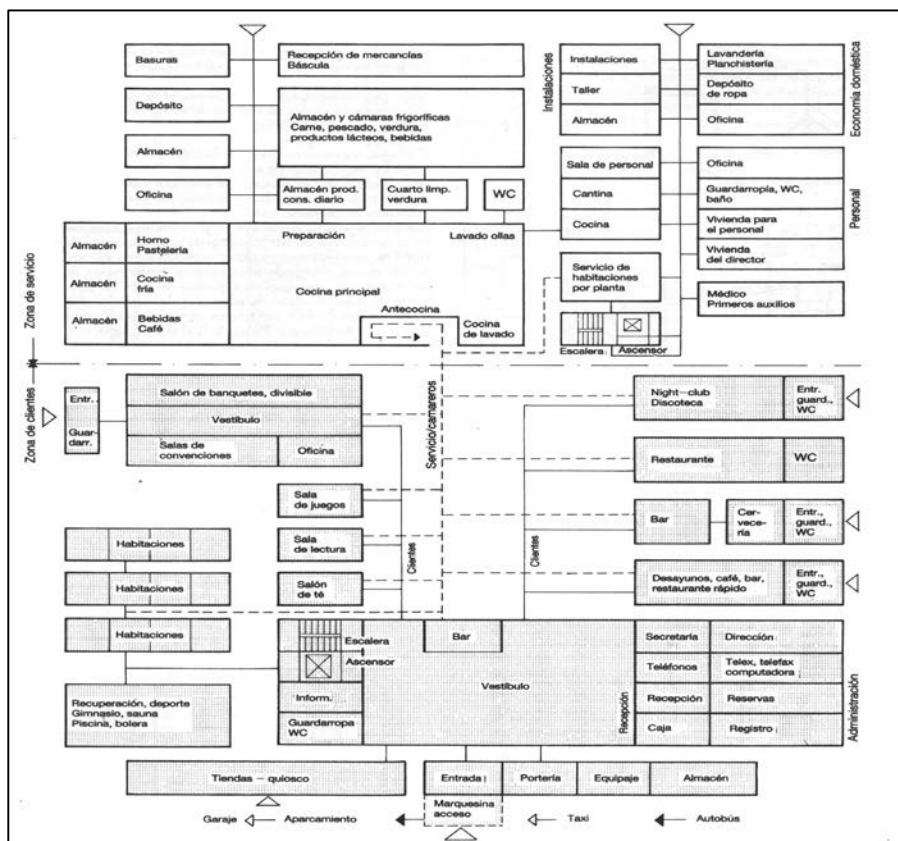 Basuras
Recepción de mercancías
Báscula
Depósito
Almacén y cámaras frigoríficas
Carne, pescado, verdura,
productos lácteos, bebidas
Almacén
Oficina
Almacén prod.
cons. diario
Cuarto limp.
verdura
WC
Instalaciones
Instalaciones
Lavandería
Planchistería
Taller
Depósito
de ropa
Almacén
Oficina
Economía doméstica
Sala de personal
Oficina
Cantina
Guardarropía, WC,
baño
Cocina
Vivienda para
el personal
Vivienda
del director
Personal
Servicio de
habitaciones
por planta
Médico
Primeros auxilios
Escalera
Ascensor
Zona de servicio
Almacén
Horno
Pastelería
Preparación
Lavado ollas
Almacén
Cocina
fría
Cocina principal
Almacén
Bebidas
Café
Antecocina
Cocina
de lavado
Zona de clientes
Entr.
Guar-
darr.
Salón de banquetes, divisible
Vestíbulo
Salas de
convenciones
Oficina
Servicio/camareros
Night-club
Discoteca
Entr.
guard.,
WC
Restaurante
WC
Sala
de juegos
Bar
Cer-
vece-
ría
Entr.,
guard.,
WC
Sala
de lectura
Clientes
Clientes
Salón
de té
Desayunos, café, bar,
restaurante rápido
Entr.,
guard.,
WC
Habitaciones
Habitaciones
Habitaciones
Recuperación, deporte
Gimnasio, sauna
Piscina, bolera
Escalera
Ascensor
Inform.
Guardarropa
WC
Bar
Vestíbulo
Recepción
Secretaría
Dirección
Teléfonos
Telex, telefax
computadora
Recepción
Reservas
Caja
Registro
Administración
Tiendas – quiosco
Entrada
Portería
Equipaje
Almacén
Marquesina
acceso
Garaje
Aparcamiento
Taxi
Autobús